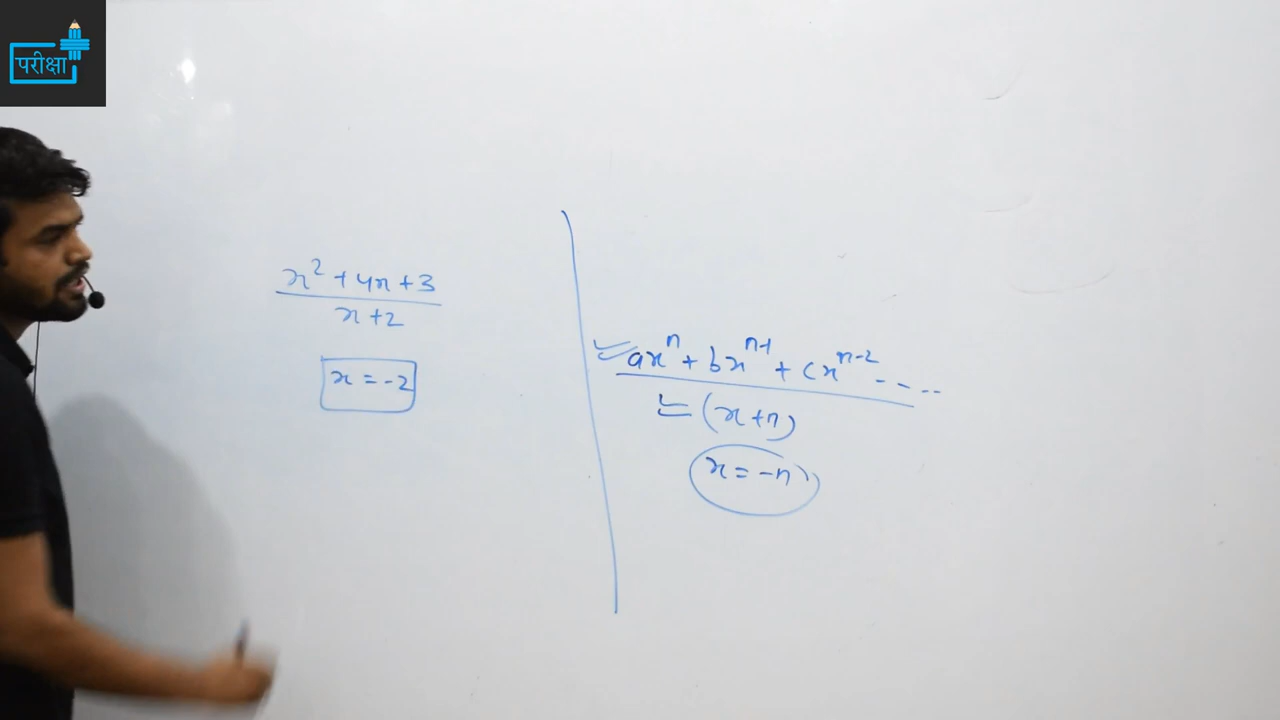 परीक्षा
x² + 4x + 3
x + 2
x = -2
axⁿ + bxⁿ⁻¹ + cxⁿ⁻² - - - -
= (x + n)
x = -n